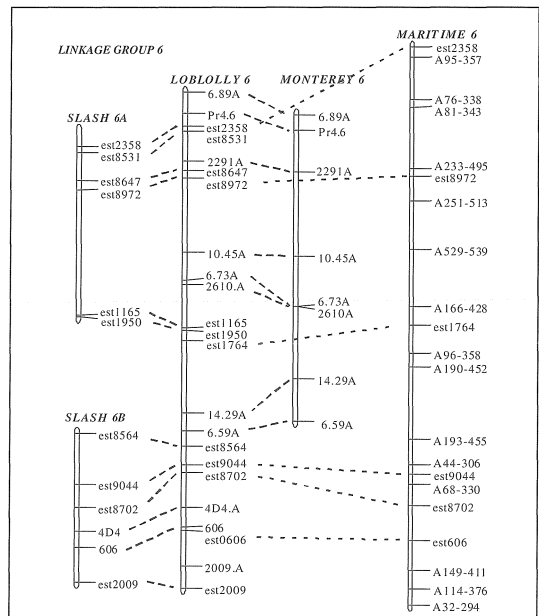 LINKAGE GROUP 6
SLASH 6A
est2358
est8531
est8647
est8972
est1165
est1950
SLASH 6B
est8564
est9044
est8702
4D4
606
est2009
LOBLOLLY 6
6.89A
Pr4.6
est2358
est8531
2291A
est8647
est8972
10.45A
6.73A
2610.A
est1165
est1950
est1764
14.29A
6.59A
est8564
est9044
est8702
4D4.A
606
est0606
2009.A
est2009
MONTEREY 6
6.89A
Pr4.6
2291A
10.45A
6.73A
2610A
14.29A
6.59A
MARITIME 6
est2358
A95-357
A76-338
A81-343
A233-495
est8972
A251-513
A529-539
A166-428
est1764
A96-358
A190-452
A193-455
A44-306
est9044
A68-330
est8702
est606
A149-411
A114-376
A32-294